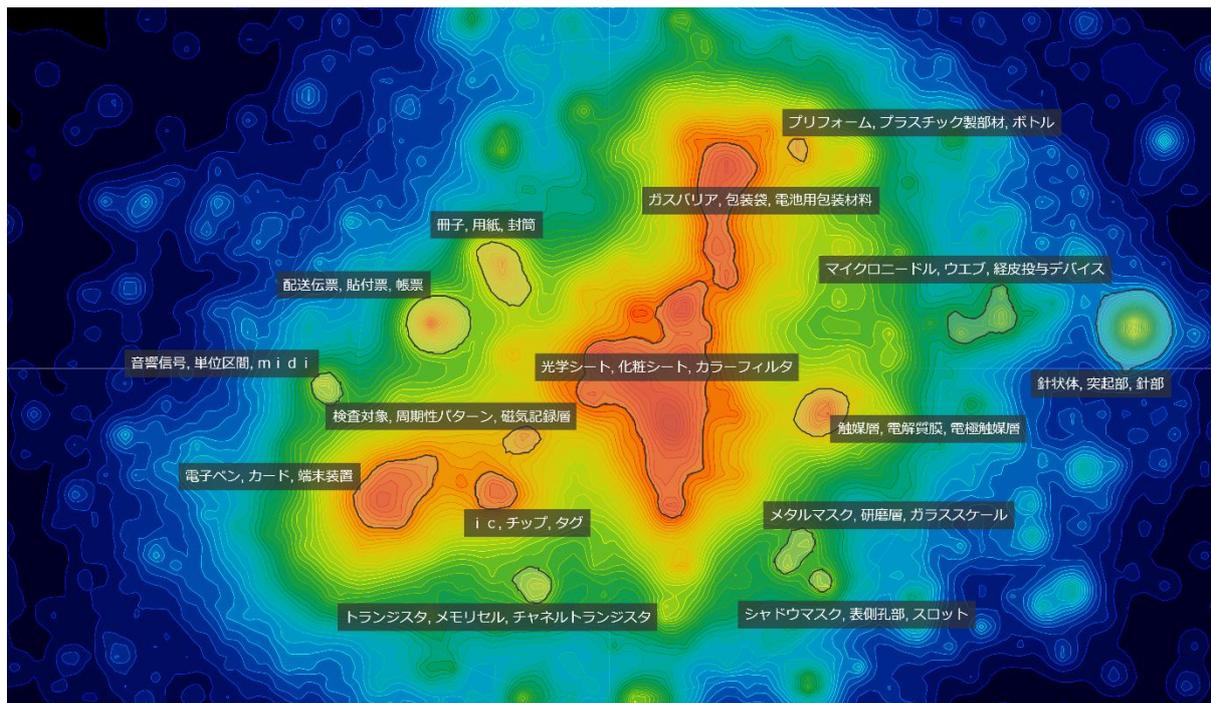 プリフォーム, プラスチック製部材, ボトル
ガスバリア, 包装袋, 電池用包装材料
冊子, 用紙, 封筒
マイクロニードル, ウエブ, 経皮投与デバイス
配送伝票, 貼付票, 帳票
音響信号, 単位区間, ｍｉｄｉ
光学シート, 化粧シート, カラーフィルタ
針状体, 突起部, 針部
検査対象, 周期性パターン, 磁気記録層
触媒層, 電解質膜, 電極触媒層
電子ペン, カード, 端末装置
ｉｃ, チップ, タグ
メタルマスク, 研磨層, ガラススケール
トランジスタ, メモリセル, チャネルトランジスタ
シャドウマスク, 表側孔部, スロット